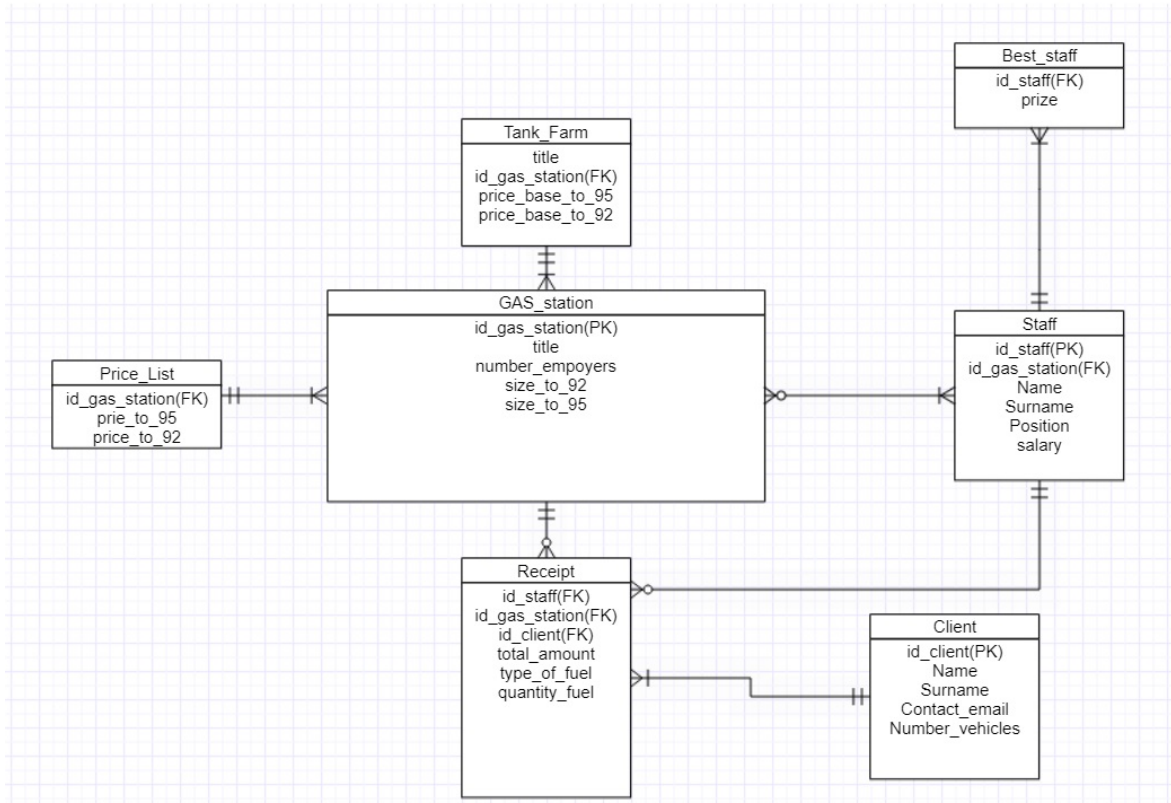 Best_staff
id_staff(FK)
prize
Tank_Farm
title
id_gas_station(FK)
price_base_to_95
price_base_to_92
GAS_station
id_gas_station(PK)
title
number_empoyers
size_to_92
size_to_95
Price_List
id_gas_station(FK)
prie_to_95
price_to_92
Staff
id_staff(PK)
id_gas_station(FK)
Name
Surname
Position
salary
Receipt
id_staff(FK)
id_gas_station(FK)
id_client(FK)
total_amount
type_of_fuel
quantity_fuel
Client
id_client(PK)
Name
Surname
Contact_email
Number_vehicles